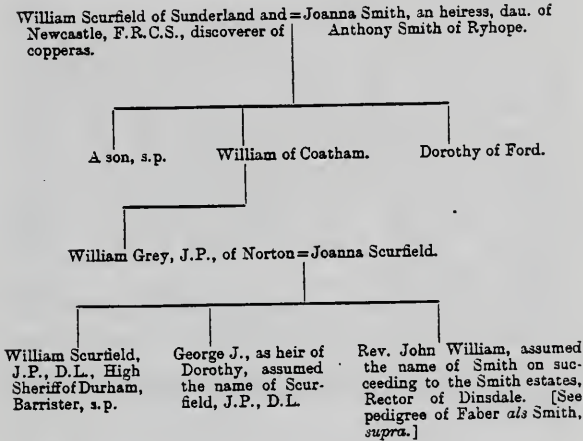 William Scurfield of Sunderland and=Joanna Smith, an heiress, dau. of
Newcastle, F.R.C.S., discoverer of Anthony Smith of Ryhope.
copperas.
A son, s.p. William of Coatham. Dorothy of Ford.
William Grey, J.P., of Norton=Joanna Scurfield.
William Scurfield,
J.P., D.L., High
Sheriff of Durham,
Barrister, s.p.
George J., as heir of
Dorothy, assumed
the name of Scur-
field, J.P., D.L.
Rev. John William, assumed
the name of Smith on suc-
ceeding to the Smith estates,
Rector of Dinsdale. [See
pedigree of Faber als Smith,
supra.]